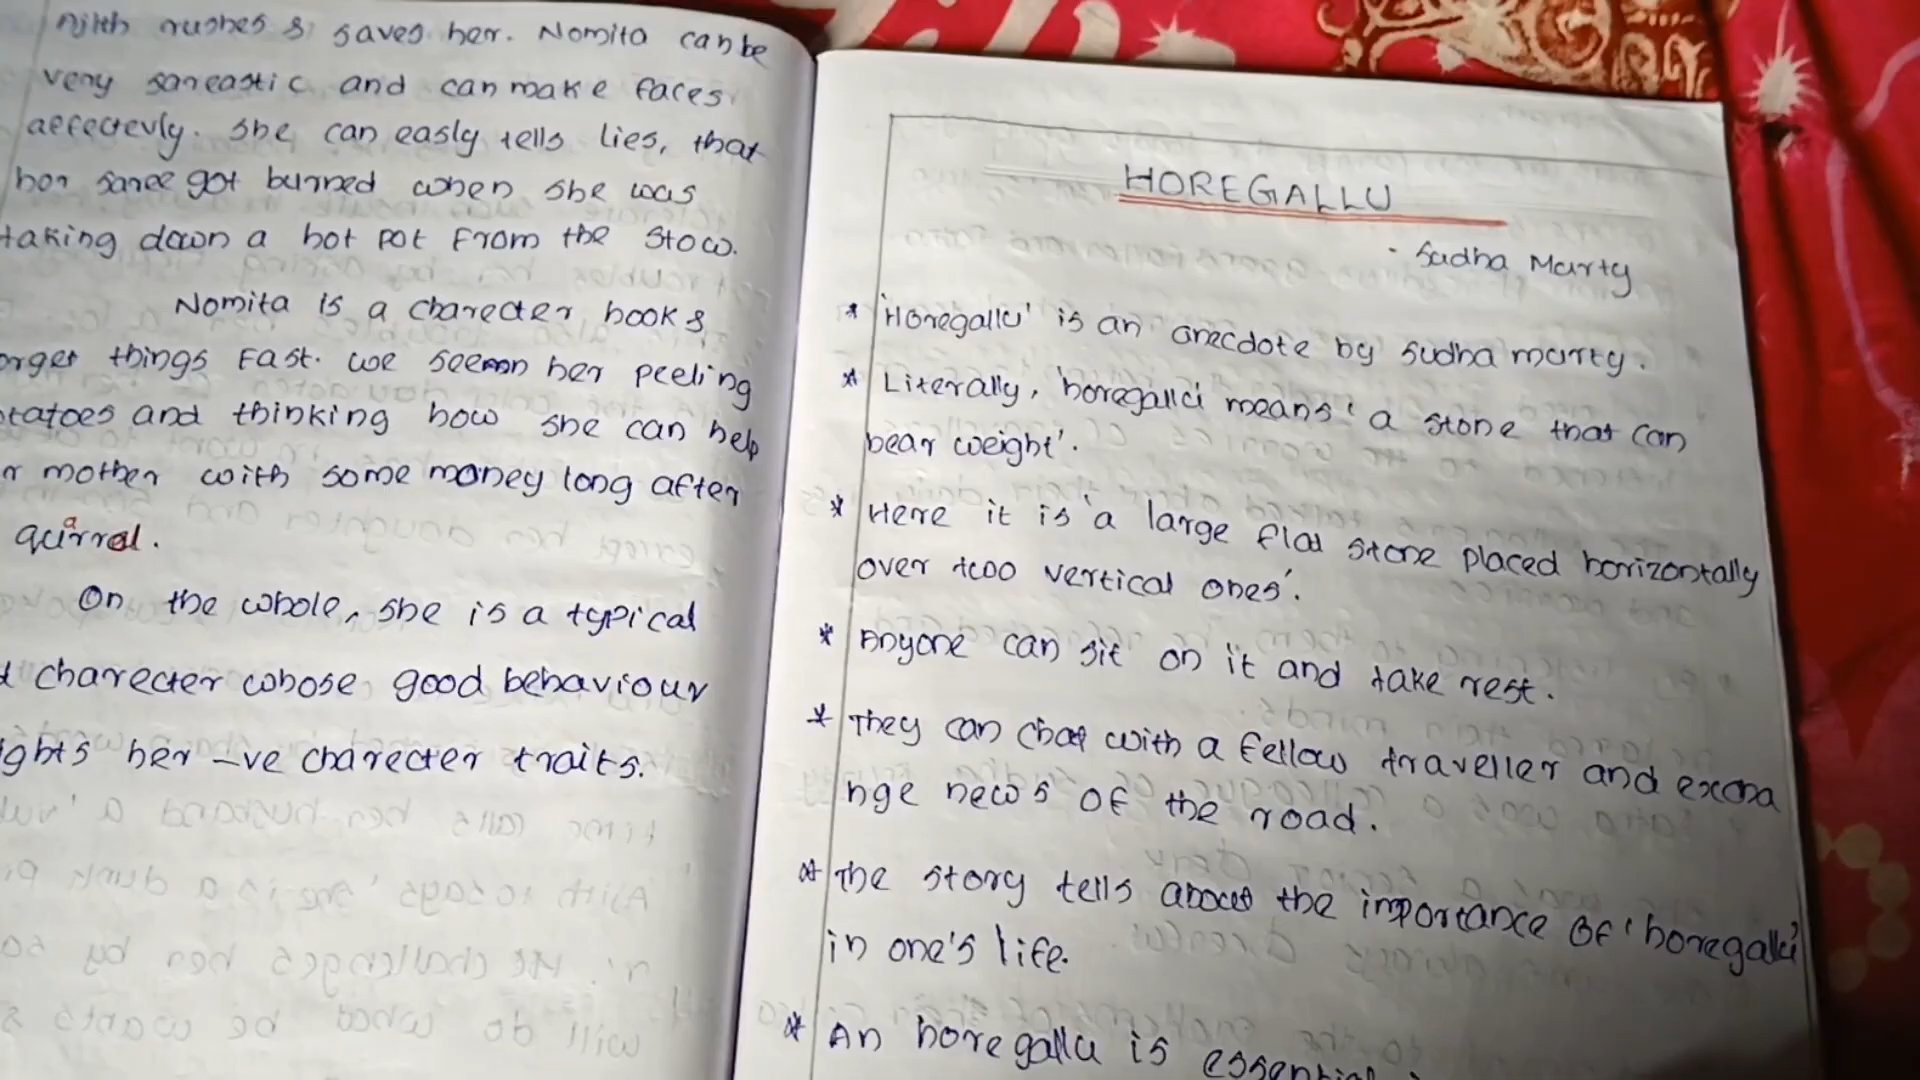 Ajith rushes & saves her. Nomita can be
very sarcastic and can make faces
affectevly. she can easly tells lies, that
her saree got burned when she was
taking down a hot pot From the stow.
Nomita is a charecter books
orget things Fast. we seemn her peeling
tatoes and thinking how she can help
r mother with some money long after
quarral.
On the whole, she is a typical
charecter whose good behaviour
ghts her -ve charecter traits.
HOREGALLU
- Sudha Murty
* 'Horegallu' is an anecdote by sudha murty.
* Literally, 'horegallu means 'a stone that can
bear weight'.
* Here it is 'a large flat stone placed horizontally
over two vertical ones'.
* Anyone can sit on it and take rest.
* They can chat with a fellow traveller and excha
nge news of the road.
* The story tells about the importance of 'horegallu'
in one's life.
* An horegallu is essential